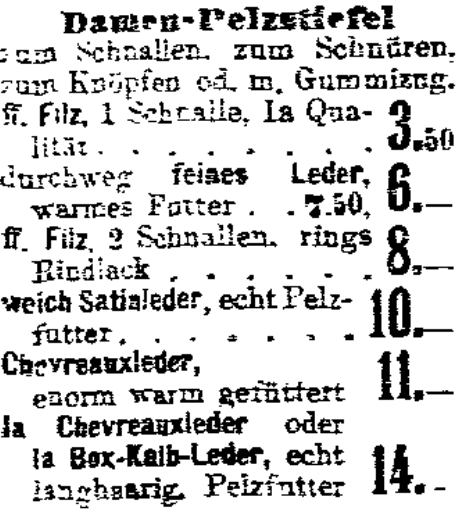 Damen-Pelzstiefel
zum Schnallen, zum Schnüren,
zum Knöpfen od. m. Gummizug.
ff. Filz, 1 Schnalle, Ia Qua-
lität . . . . . . . 3.50
durchweg feines Leder,
warmes Futter . . 7.50, 6.—
ff. Filz, 2 Schnallen, rings
Rindlack . . . . . . 8.—
weich Satinleder, echt Pelz-
futter. . . . . . . 10.—
Chevreauxleder,
enorm warm gefüttert 11.—
Ia Chevreauxleder oder
Ia Box-Kalb-Leder, echt
langhaarig. Pelzfutter 14.-